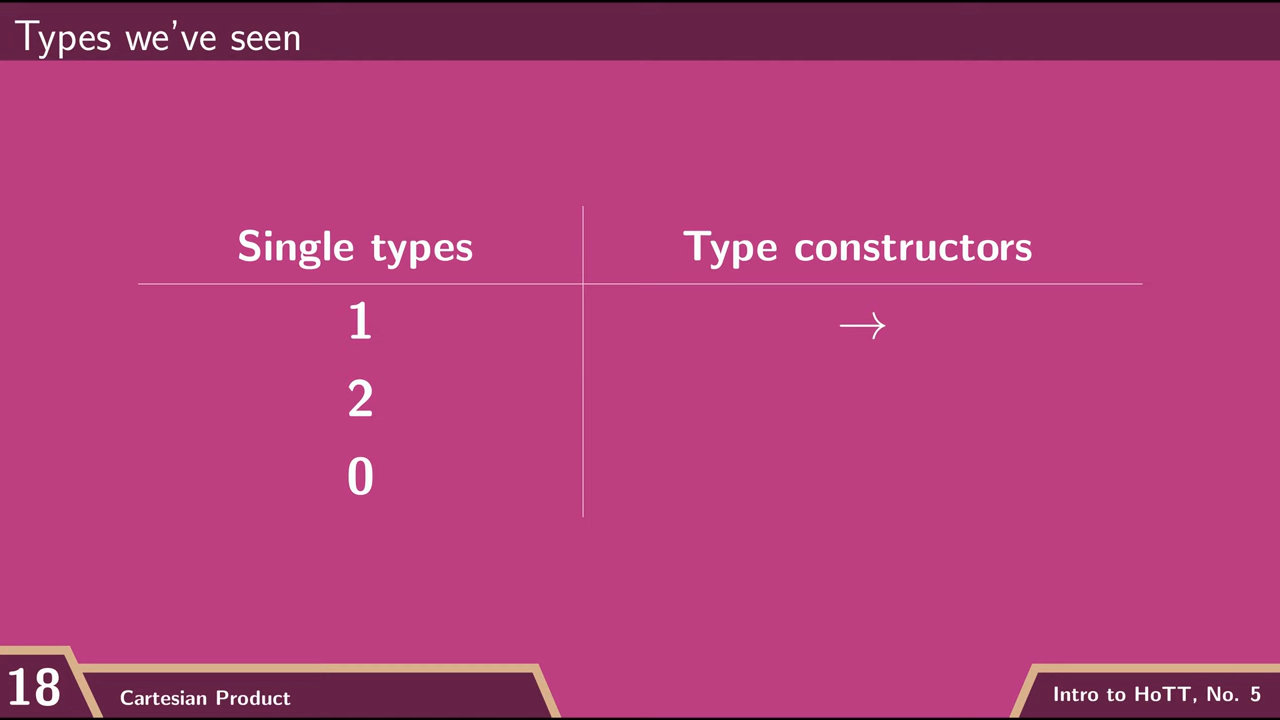 Types we've seen
Single types Type constructors
1 →
2
0
18 Cartesian Product Intro to HoTT, No. 5